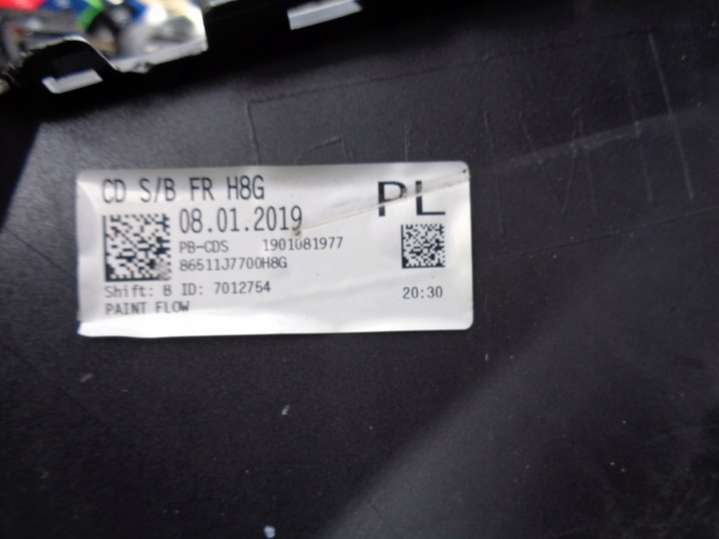 CD S/B FR H8G
PL
08.01.2019
PB-CDS 1901081977
86511J7700H8G
Shift: B ID: 7012754
20:30
PAINT FLOW